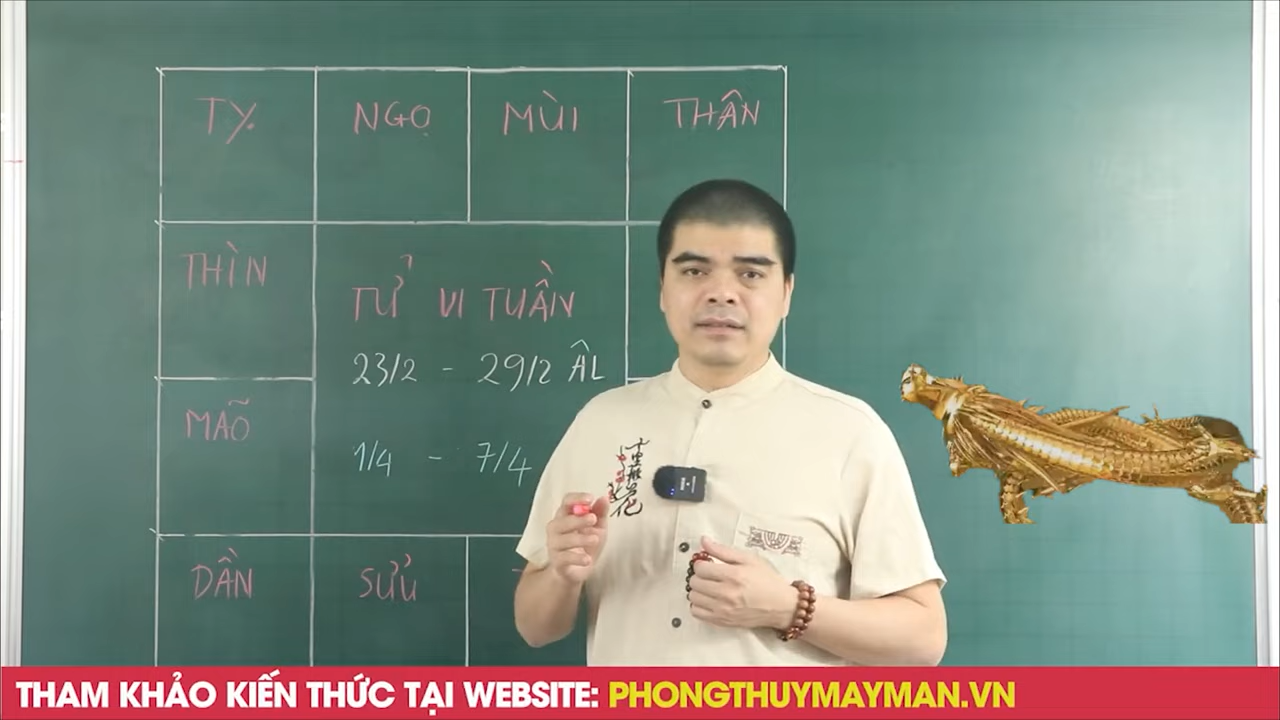 TỴ NGỌ MÙI THÂN
THÌN
TỬ VI TUẦN
23/2 - 29/2 ÂL
MÃO
1/4 - 7/4
DẦN SỬU
THAM KHẢO KIẾN THỨC TẠI WEBSITE: PHONGTHUYMAYMAN.VN